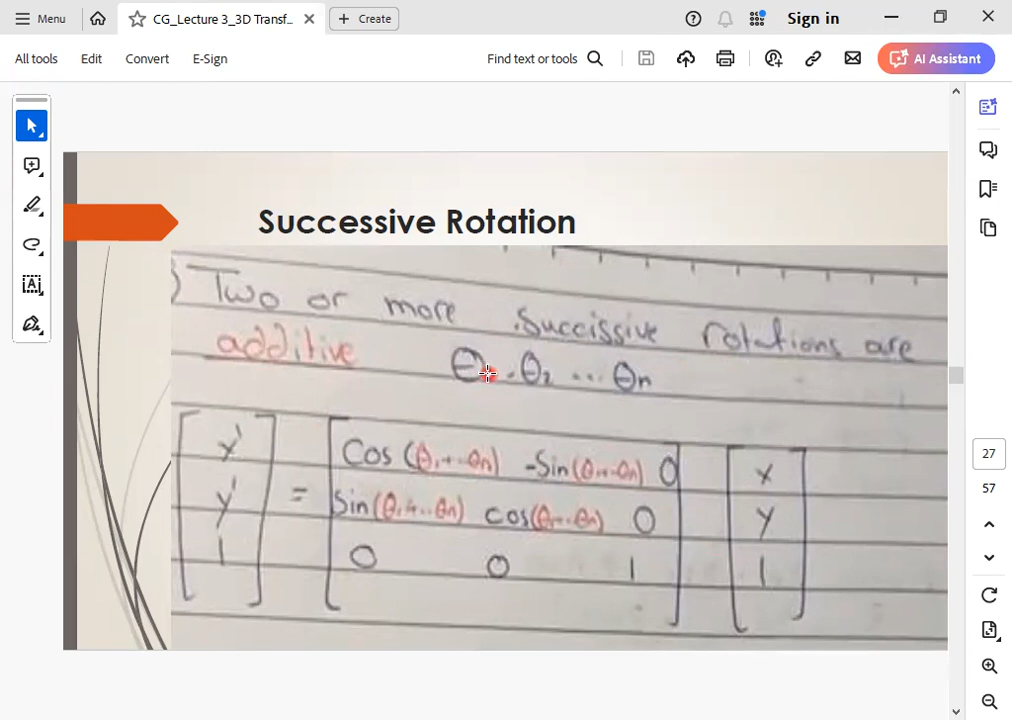 Menu
CG_Lecture 3_3D Transf...
Create
Sign in
All tools
Edit
Convert
E-Sign
Find text or tools
AI Assistant
Successive Rotation
) Two or more succissive rotations are
additive θ1, θ2 ... θn
[x'] = [Cos(θ1+..θn) -Sin(θ1+..θn) 0] [x]
[y'] [Sin(θ1+...θn) cos(θ1+..θn) 0] [y]
[1] [0 0 1] [1]
27
57